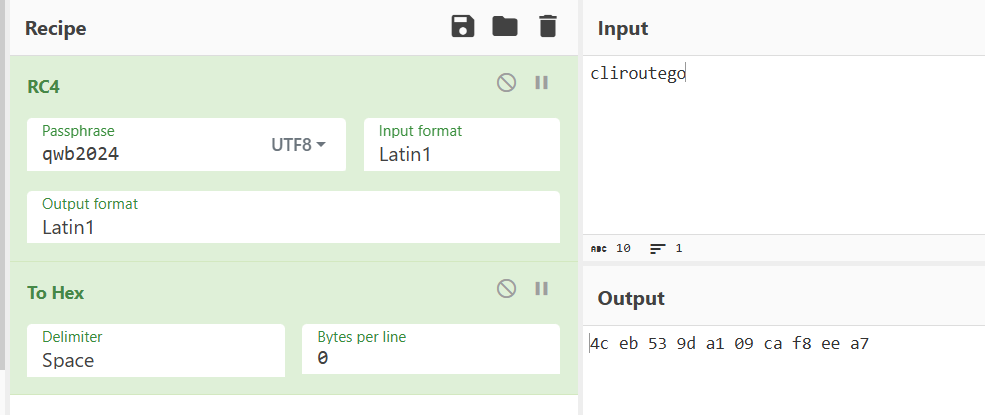 Recipe
RC4
Passphrase
qwb2024
UTF8
Input format
Latin1
Output format
Latin1
To Hex
Delimiter
Space
Bytes per line
0
Input
cliroutego
ABC 10 1
Output
4c eb 53 9d a1 09 ca f8 ee a7